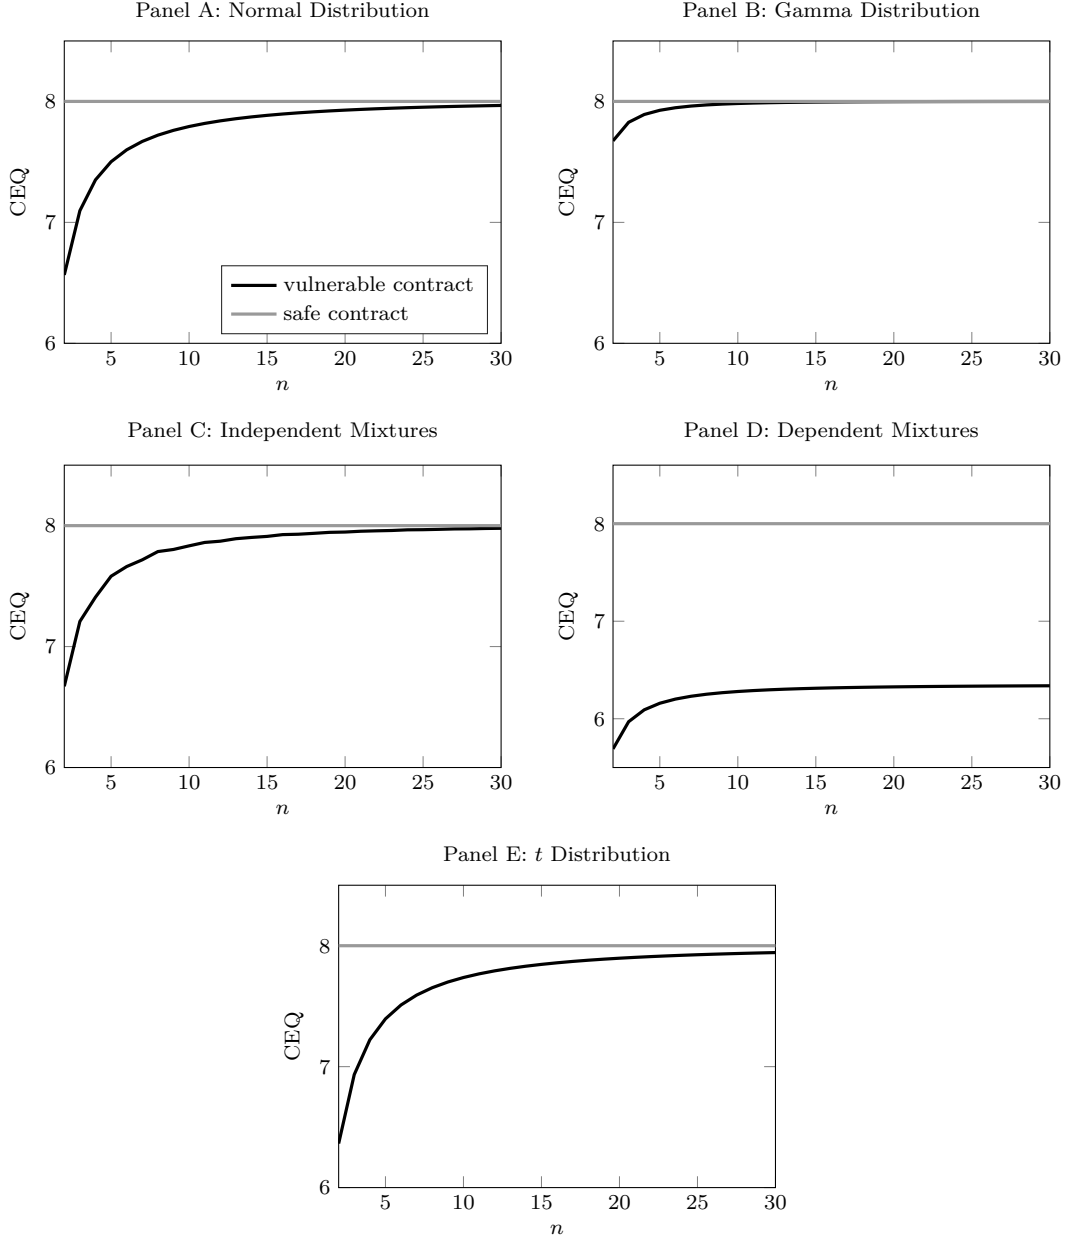 Panel A: Normal Distribution
CEQ
8
7
6
5 10 15 20 25 30
n
vulnerable contract
safe contract
Panel B: Gamma Distribution
CEQ
8
7
6
5 10 15 20 25 30
n
Panel C: Independent Mixtures
CEQ
8
7
6
5 10 15 20 25 30
n
Panel D: Dependent Mixtures
CEQ
8
7
6
5 10 15 20 25 30
n
Panel E: t Distribution
CEQ
8
7
6
5 10 15 20 25 30
n